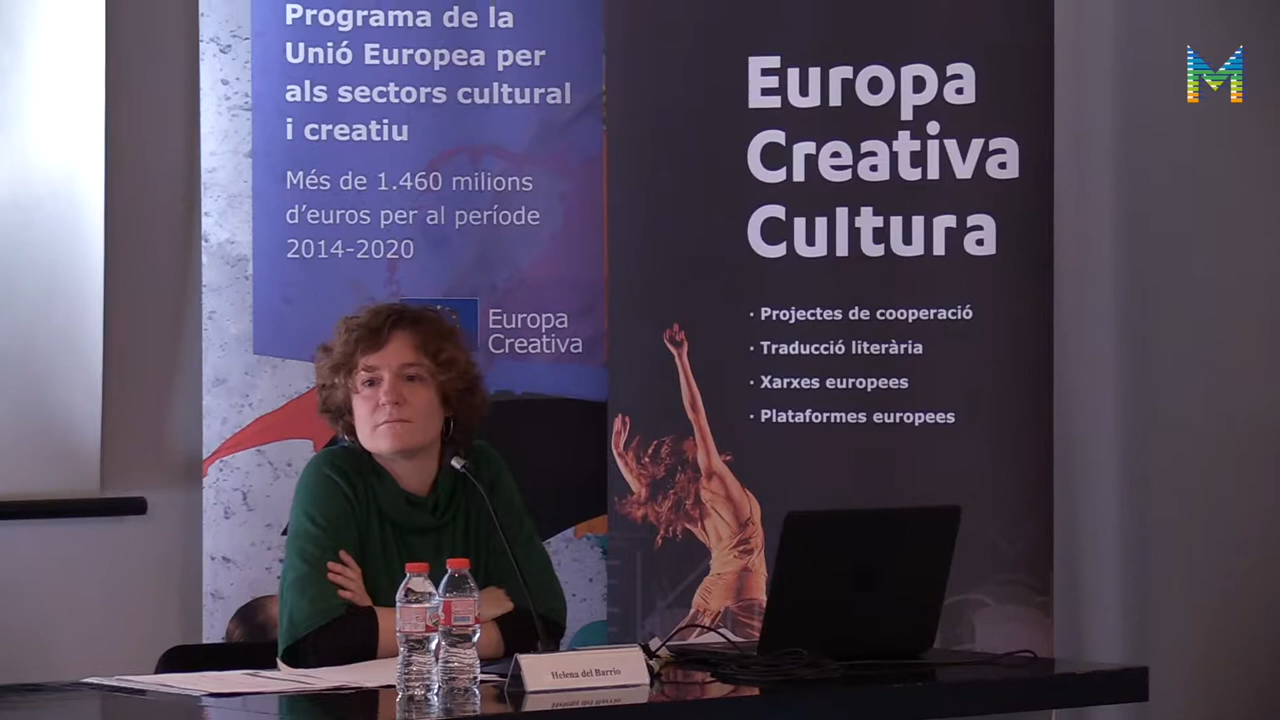 Programa de la
Unió Europea per
als sectors cultural
i creatiu
Més de 1.460 milions
d'euros per al període
2014-2020
Europa
Creativa
Europa
Creativa
Cultura
· Projectes de cooperació
· Traducció literària
· Xarxes europees
· Plataformes europees
M
Helena del Barrio